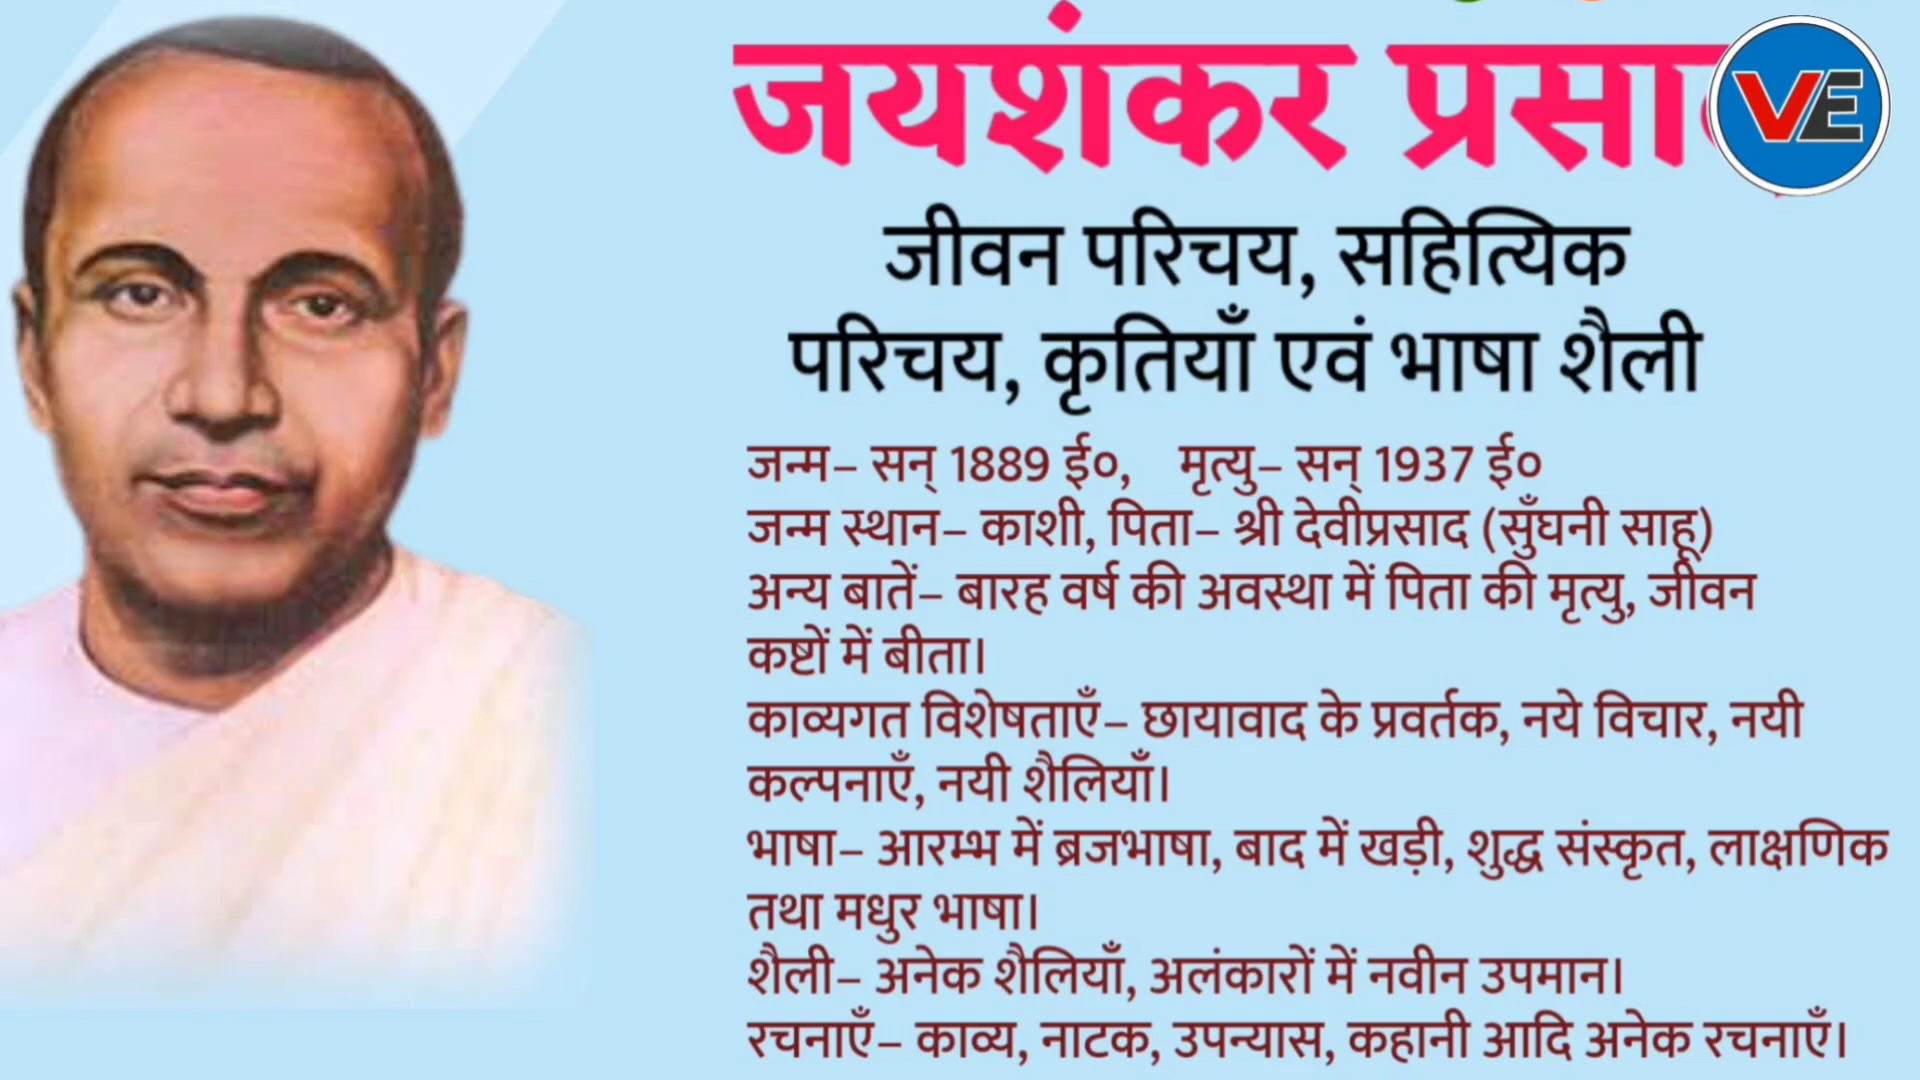 जयशंकर
VE
जीवन परिचय, सहित्यिक
परिचय, कृतियाँ एवं भाषा शैली
जन्म– सन् 1889 ई०, मृत्यु– सन् 1937 ई०
जन्म स्थान– काशी, पिता– श्री देवीप्रसाद (सुँघनी साहू)
अन्य बातें– बारह वर्ष की अवस्था में पिता की मृत्यु, जीवन
कष्टों में बीता।
काव्यगत विशेषताएँ– छायावाद के प्रवर्तक, नये विचार, नयी
कल्पनाएँ, नयी शैलियाँ।
भाषा– आरम्भ में ब्रजभाषा, बाद में खड़ी, शुद्ध संस्कृत, लाक्षणिक
तथा मधुर भाषा।
शैली– अनेक शैलियाँ, अलंकारों में नवीन उपमान।
रचनाएँ– काव्य, नाटक, उपन्यास, कहानी आदि अनेक रचनाएँ।